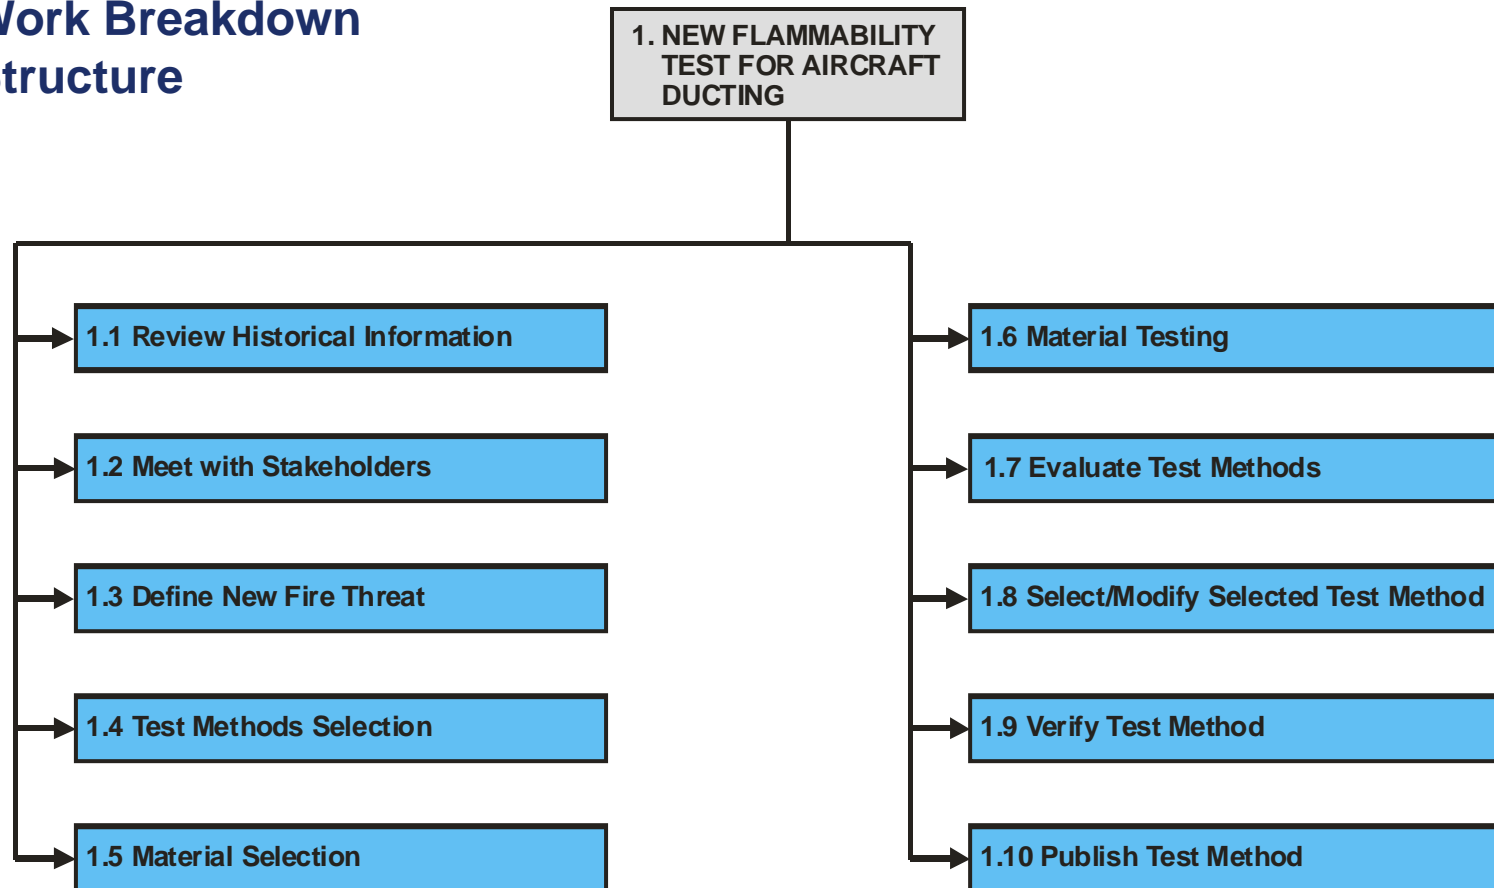 Work Breakdown
Structure
1. NEW FLAMMABILITY
TEST FOR AIRCRAFT
DUCTING
1.1 Review Historical Information
1.2 Meet with Stakeholders
1.3 Define New Fire Threat
1.4 Test Methods Selection
1.5 Material Selection
1.6 Material Testing
1.7 Evaluate Test Methods
1.8 Select/Modify Selected Test Method
1.9 Verify Test Method
1.10 Publish Test Method